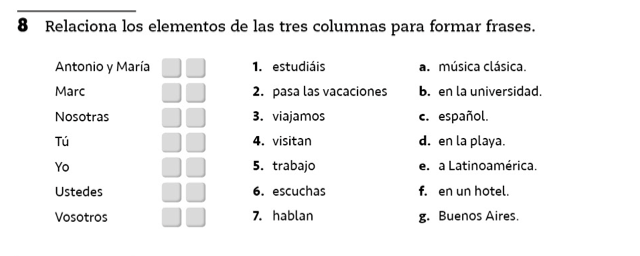 8 Relaciona los elementos de las tres columnas para formar frases.
Antonio y María 1. estudiáis a. música clásica.
Marc 2. pasa las vacaciones b. en la universidad.
Nosotras 3. viajamos c. español.
Tú 4. visitan d. en la playa.
Yo 5. trabajo e. a Latinoamérica.
Ustedes 6. escuchas f. en un hotel.
Vosotros 7. hablan g. Buenos Aires.